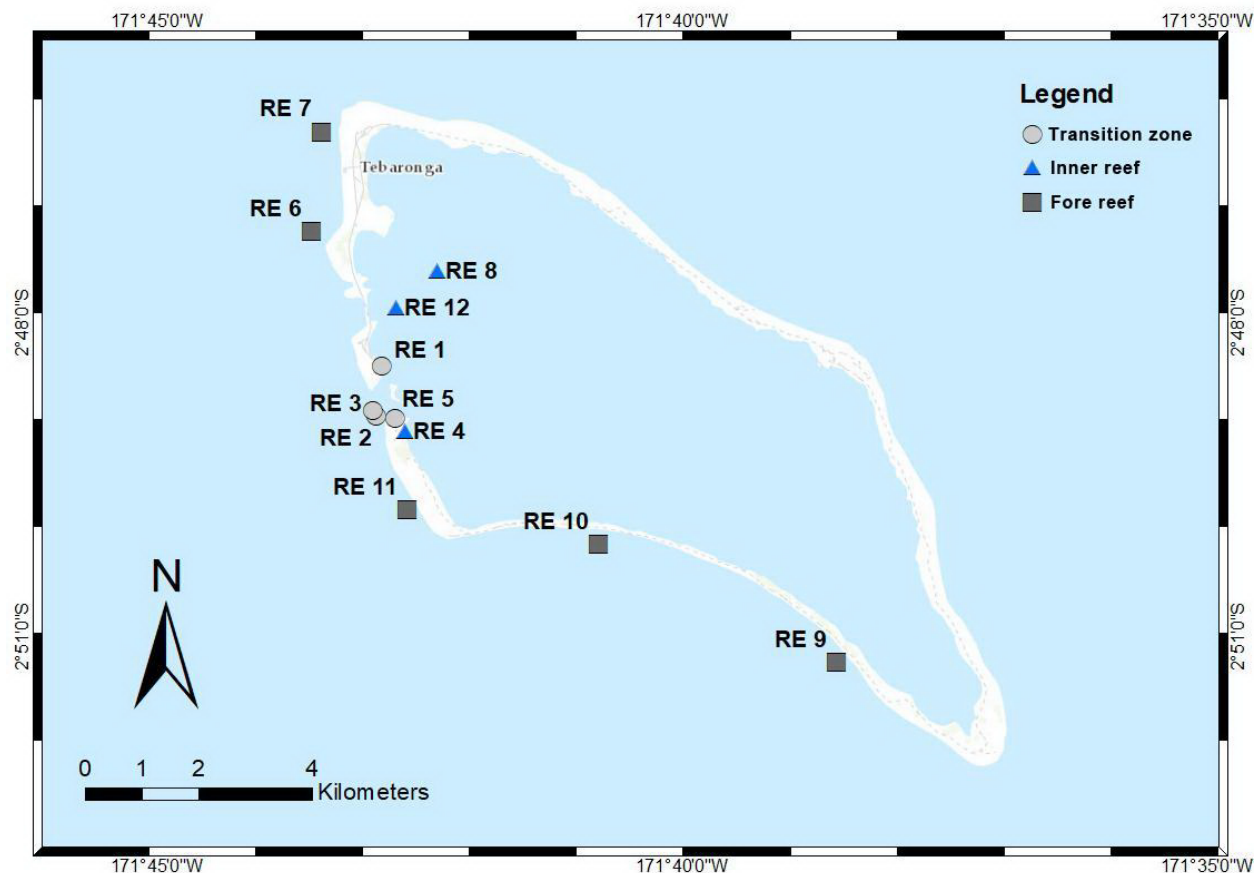 171°45'0"W 171°40'0"W 171°35'0"W
Legend
Transition zone
Inner reef
Fore reef
RE 7
Tebaronga
RE 6
RE 8
RE 12
2°48'0"S 2°48'0"S
RE 1
RE 3
RE 5
RE 2
RE 4
RE 11
RE 10
N
2°51'0"S 2°51'0"S
RE 9
0 1 2 4
Kilometers
171°45'0"W 171°40'0"W 171°35'0"W